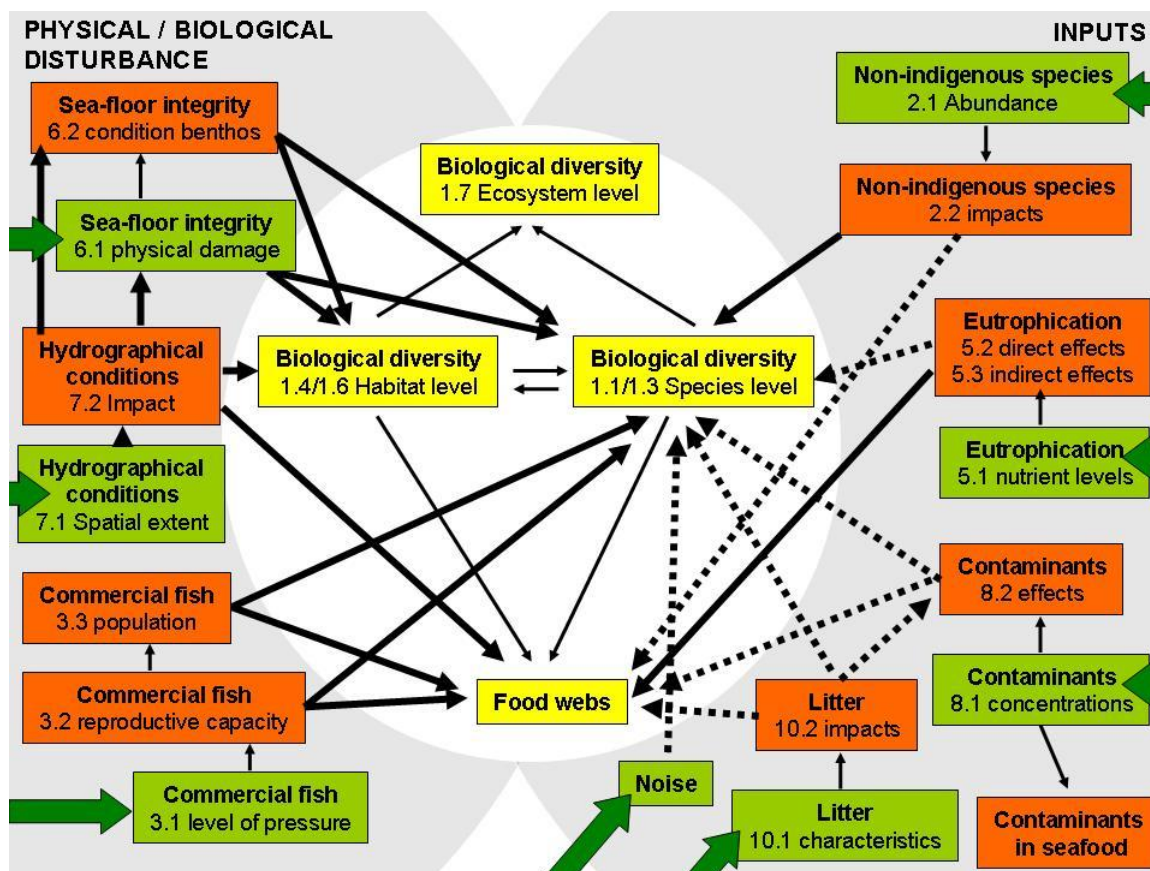 PHYSICAL / BIOLOGICAL
DISTURBANCE
INPUTS
Sea-floor integrity
6.2 condition benthos
Sea-floor integrity
6.1 physical damage
Hydrographical
conditions
7.2 Impact
Hydrographical
conditions
7.1 Spatial extent
Commercial fish
3.3 population
Commercial fish
3.2 reproductive capacity
Commercial fish
3.1 level of pressure
Biological diversity
1.7 Ecosystem level
Biological diversity
1.4/1.6 Habitat level
Biological diversity
1.1/1.3 Species level
Food webs
Noise
Non-indigenous species
2.1 Abundance
Non-indigenous species
2.2 impacts
Eutrophication
5.2 direct effects
5.3 indirect effects
Eutrophication
5.1 nutrient levels
Contaminants
8.2 effects
Contaminants
8.1 concentrations
Litter
10.2 impacts
Litter
10.1 characteristics
Contaminants
in seafood